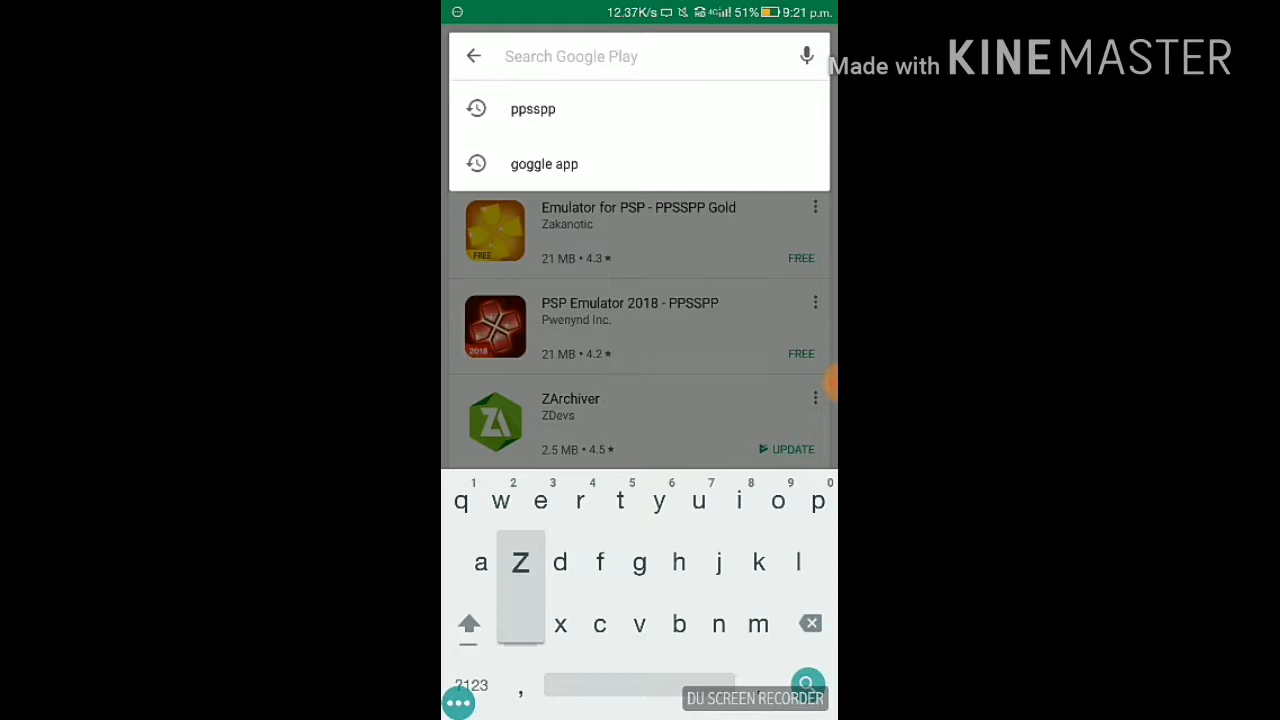 12.37K/s HD 4G 51% 9:21 p.m.
Made with KINEMASTER
Search Google Play
ppsspp
goggle app
Emulator for PSP - PPSSPP Gold
Zakanotic
FREE
21 MB • 4.3★
FREE
PSP Emulator 2018 - PPSSPP
Pwenynd Inc.
2018
21 MB • 4.2★
FREE
ZArchiver
ZA
ZDevs
2.5 MB • 4.5★
UPDATE
1 2 3 4 5 6 7 8 9 0
q w e r t y u i o p
a Z d f g h j k l
x c v b n m
?123 , .
DU SCREEN RECORDER